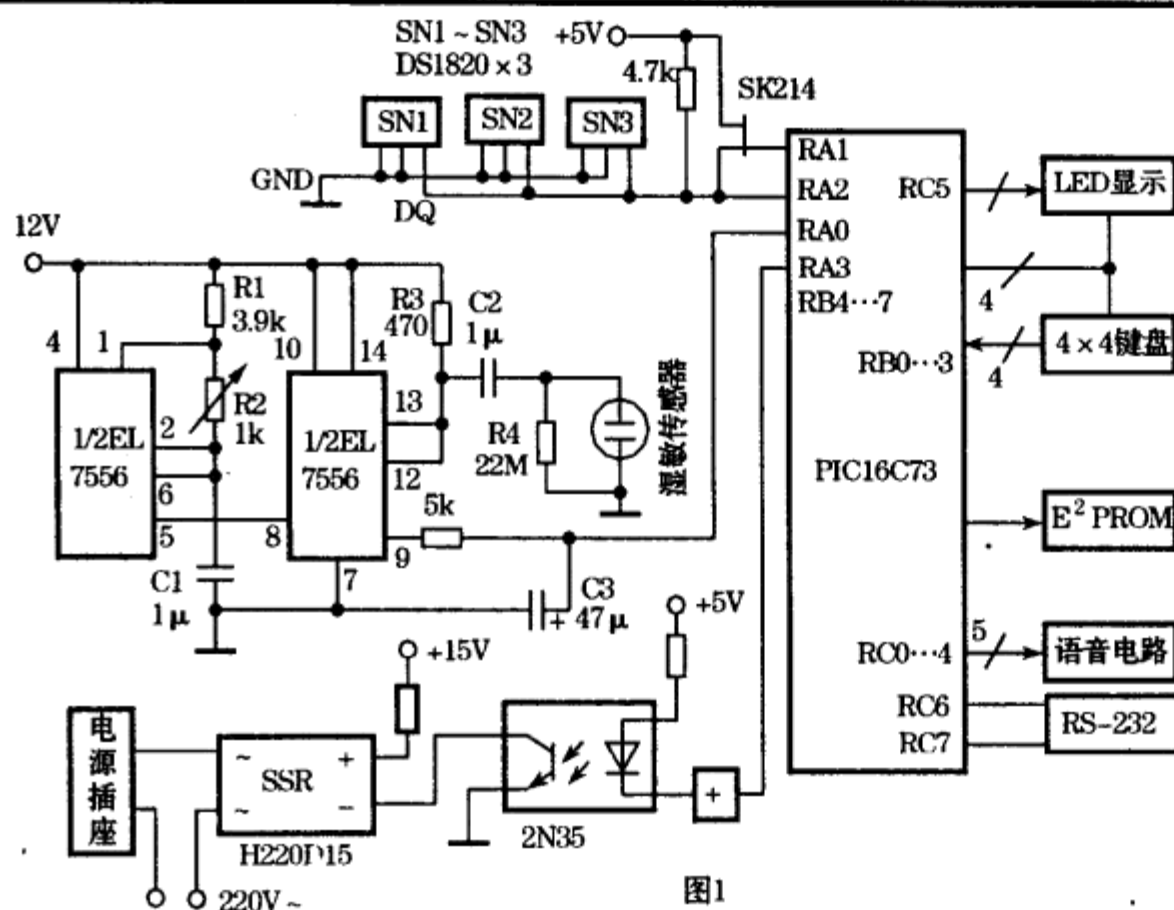 SN1 ~ SN3
DS1820 × 3
+5V
4.7k
SK214
SN1
SN2
SN3
GND
DQ
RA1
RA2
RA0
RA3
RB4…7
RC5
LED显示
4
RB0…3
4
4×4键盘
PIC16C73
E² PROM
RC0…4
5
语音电路
RC6
RC7
RS-232
12V
R1
3.9k
R2
1k
4
1
2
6
5
1/2EL
7556
C1
1μ
10
14
R3
470
C2
1μ
13
12
1/2EL
7556
8
9
7
R4
22M
湿敏传感器
5k
C3
+ 47μ
+5V
+15V
电源插座
~
~
SSR
+
−
H220D15
220V ~
2N35
+
图1